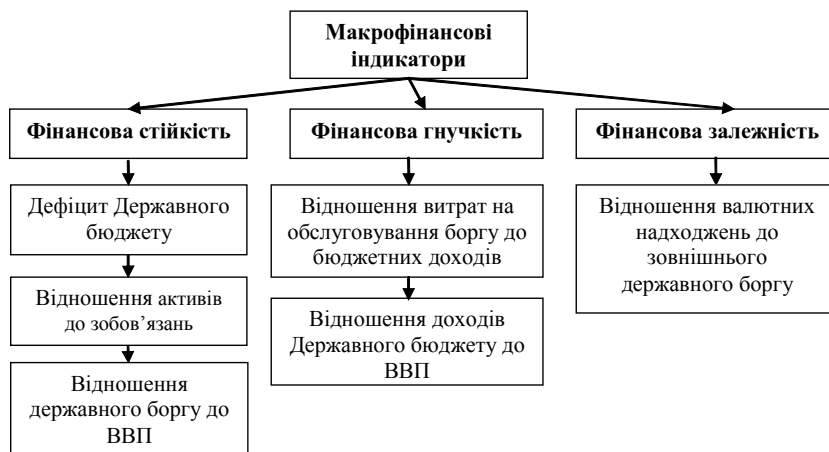 Макрофінансові
індикатори
Фінансова стійкість
Фінансова гнучкість
Фінансова залежність
Дефіцит Державного
бюджету
Відношення активів
до зобов’язань
Відношення
державного боргу до
ВВП
Відношення витрат на
обслуговування боргу до
бюджетних доходів
Відношення доходів
Державного бюджету до
ВВП
Відношення валютних
надходжень до
зовнішнього
державного боргу